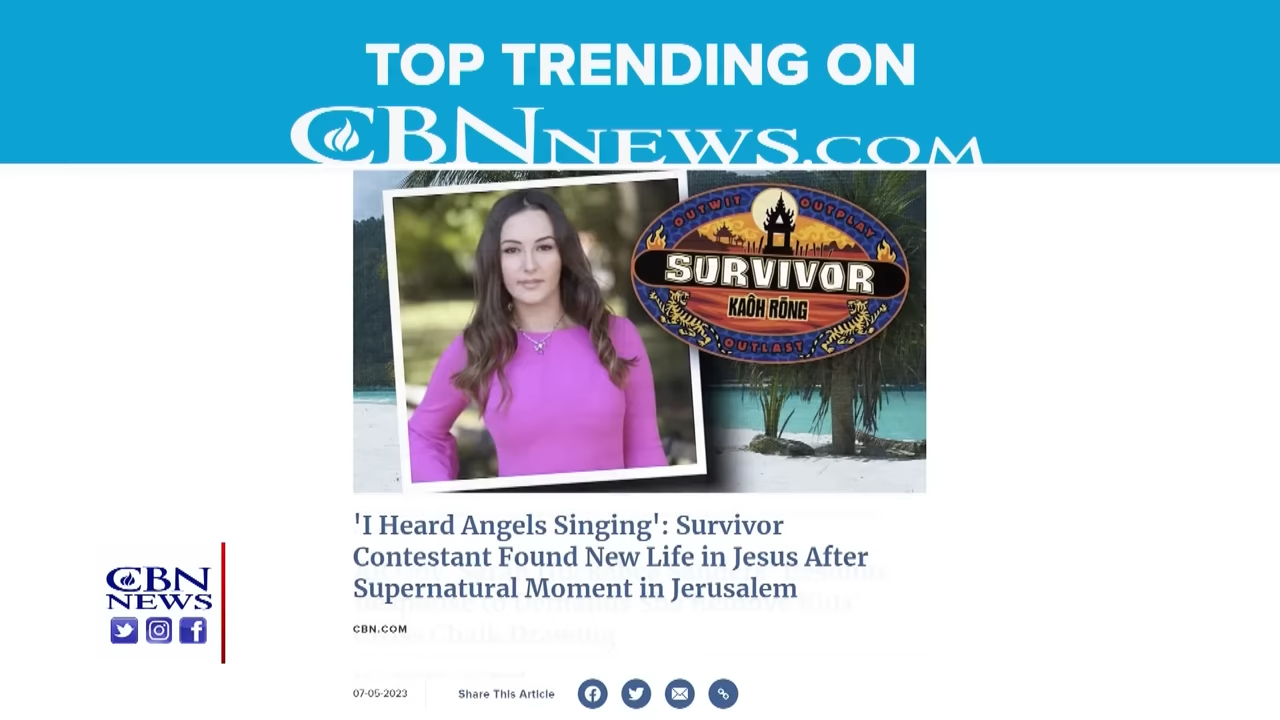 TOP TRENDING ON
CBNNEWS.COM
OUTWIT OUTPLAY
SURVIVOR
KAÔH RŌNG
OUTLAST
'I Heard Angels Singing': Survivor
Contestant Found New Life in Jesus After
Supernatural Moment in Jerusalem
CBN.COM
CBN
NEWS
07-05-2023
Share This Article